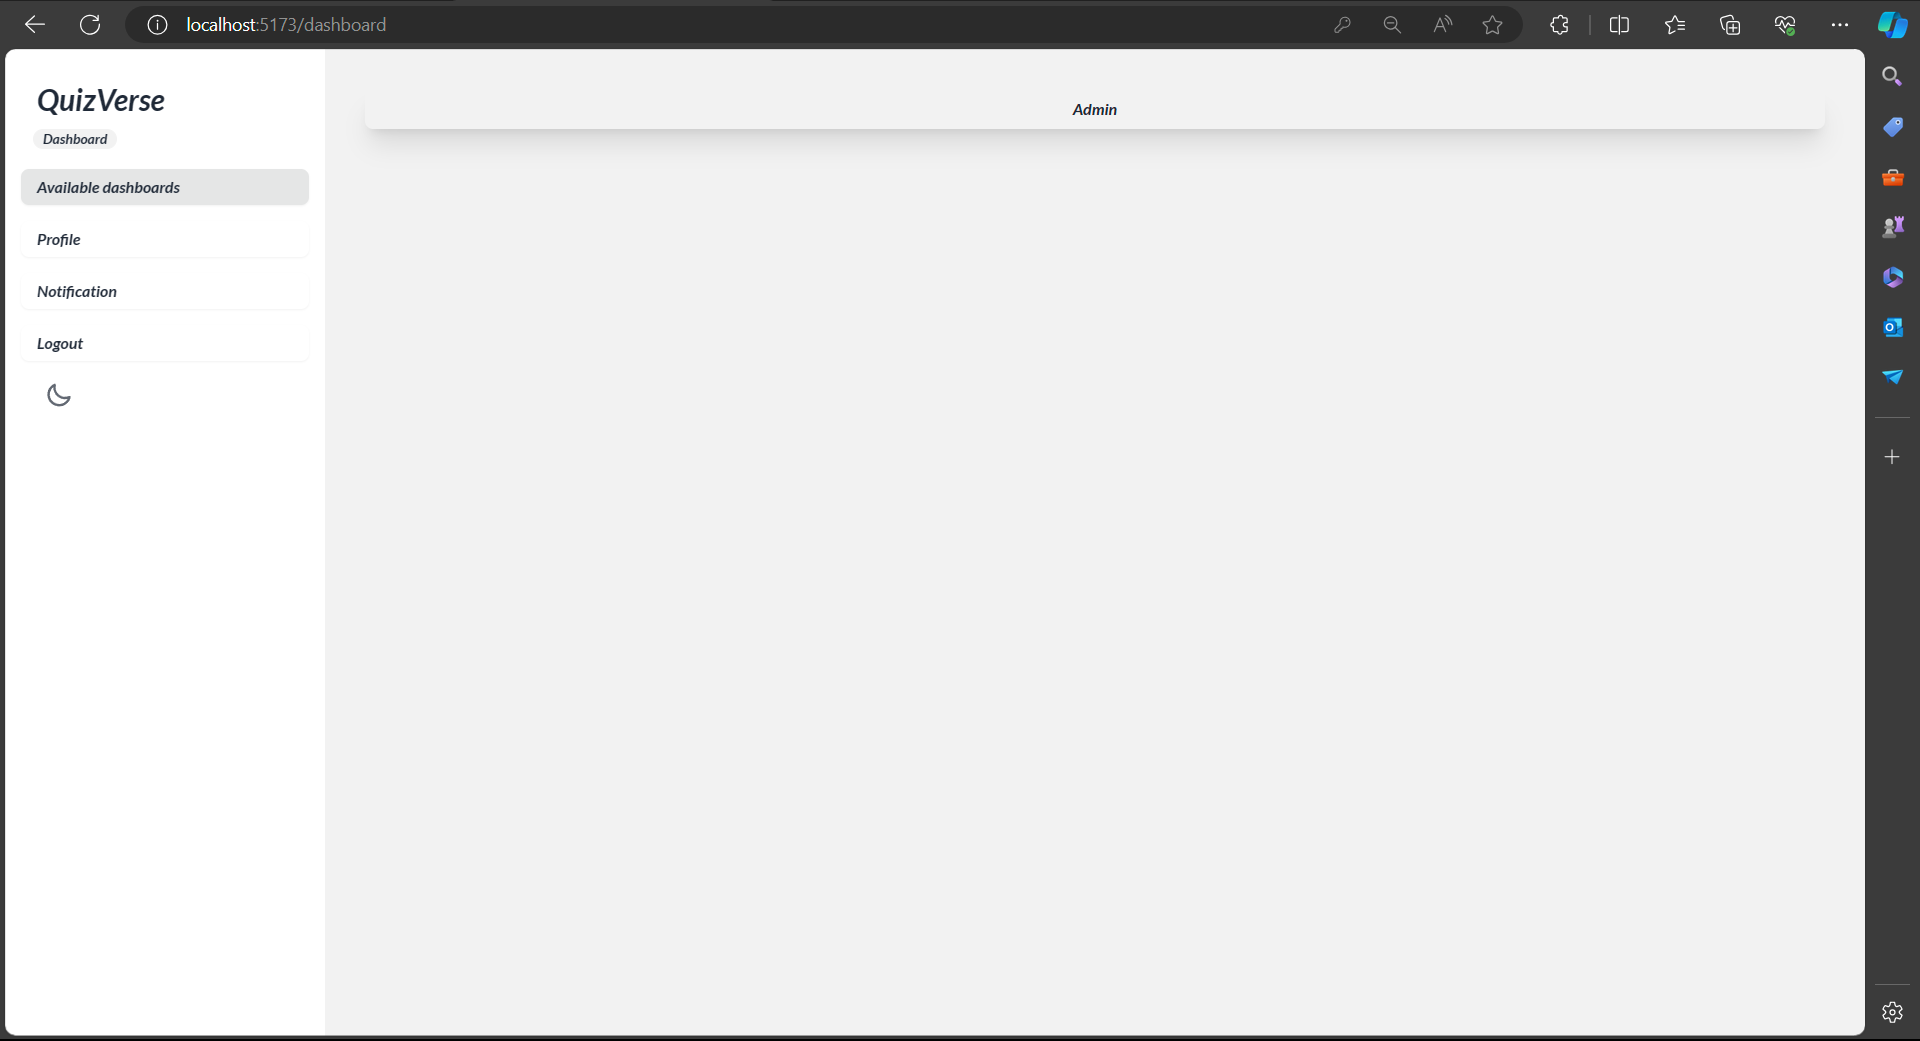 localhost:5173/dashboard
QuizVerse
Dashboard
Available dashboards
Profile
Notification
Logout
Admin